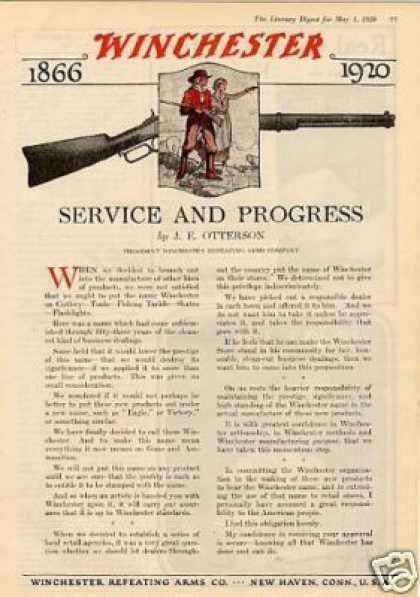 The Literary Digest for May 1, 1920 77
WINCHESTER
1866
1920
SERVICE AND PROGRESS
by J. E. OTTERSON
PRESIDENT WINCHESTER REPEATING ARMS COMPANY
WHEN we decided to branch out
into the manufacture of other lines
of products, we were not satisfied
that we ought to put the name Winchester
on Cutlery—Tools—Fishing Tackle—Skates
—Flashlights.
Here was a name which had come unblemished
through fifty-three years of the cleanest
kind of business dealings.
Some held that it would lower the prestige
of this name—that we would destroy its
significance—if we applied it to more than
one line of products. This was given no
small consideration.
We wondered if it would not perhaps be
better to put these new products out under
a new name, such as "Eagle," or "Victory,"
or something similar.
We have finally decided to call them Winchester.
And to make this name mean
everything it now means on Guns and Ammunition.
We will not put this name on any product
until we are sure that the quality is such as
to entitle it to be stamped with the name.
And so when an article is handed you with
Winchester upon it, it will carry our assurance
that it is up to Winchester standards.
When we decided to establish a series of
local retail agencies, it was a very great question
whether we should let dealers throughout
the country put the name of Winchester
on their stores. We determined not to give
this privilege indiscriminately.
We have picked out a responsible dealer
in each town and offered it to him. And we
do not want him to take it unless he appreciates
it, and takes the responsibility that
goes with it.
If he feels that he can make the Winchester
Store stand in his community for fair, honorable,
clean-cut business dealings, then we
want him to come into this proposition.
On us rests the heavier responsibility of
maintaining the prestige, significance, and
high standing of the Winchester name in the
actual manufacture of these new products.
It is with greatest confidence in Winchester
artisanship, in Winchester methods and
Winchester manufacturing purpose, that we
have taken this momentous step.
In committing the Winchester organization
to the making of these new products
to bear the Winchester name, and in extending
the use of that name to retail stores, I
personally have assumed a great responsibility
to the American people.
I feel this obligation keenly.
My confidence in receiving your approval
is secure—knowing all that Winchester has
done and can do.
WINCHESTER REPEATING ARMS CO. ··· NEW HAVEN, CONN., U.S.A.